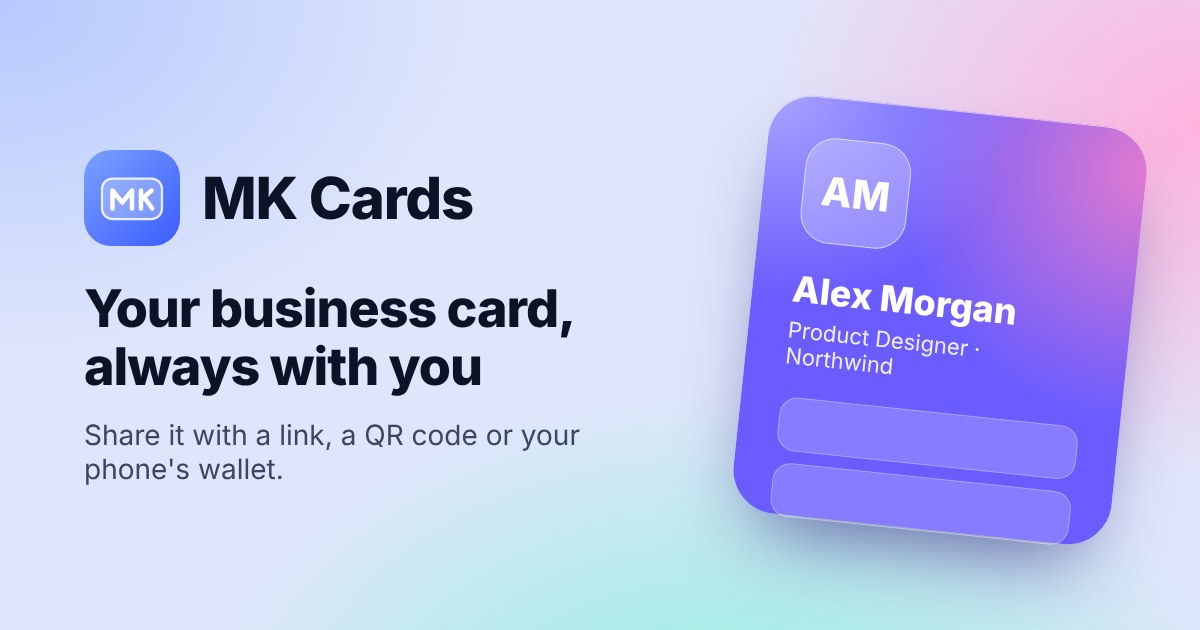 MK
MK Cards
Your business card,
always with you
Share it with a link, a QR code or your
phone's wallet.
AM
Alex Morgan
Product Designer ·
Northwind